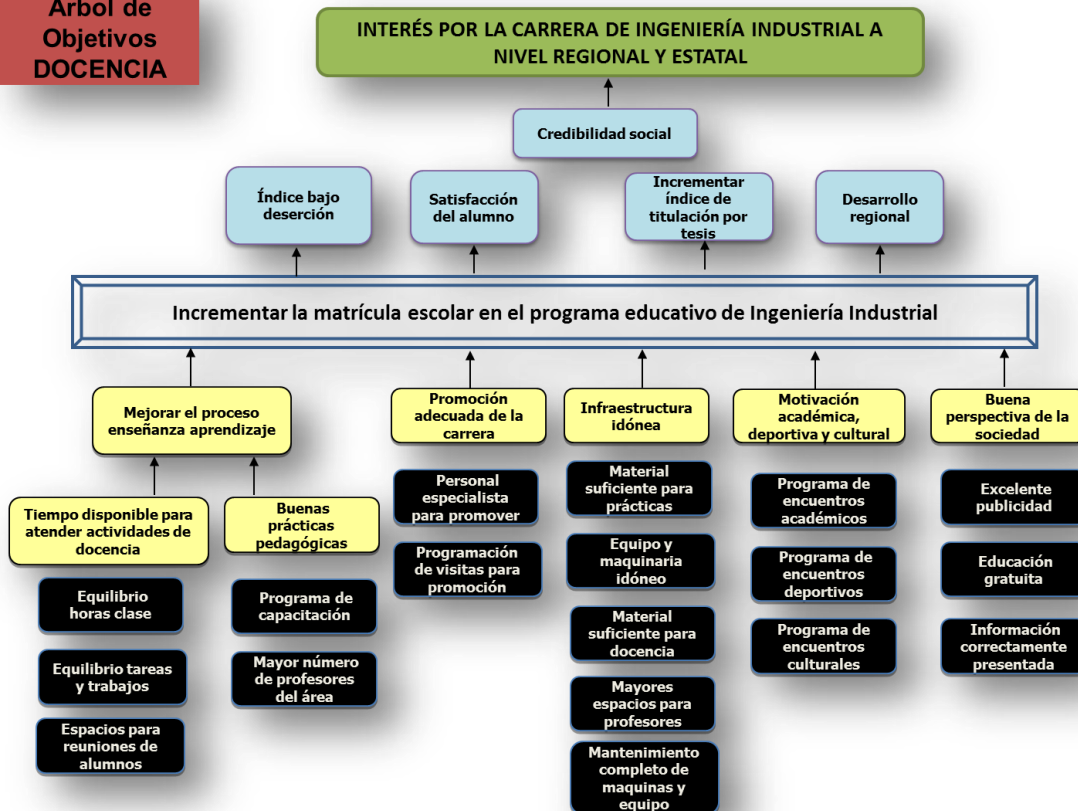 Árbol de
Objetivos
DOCENCIA
INTERÉS POR LA CARRERA DE INGENIERÍA INDUSTRIAL A
NIVEL REGIONAL Y ESTATAL
Credibilidad social
Índice bajo
deserción
Satisfacción
del alumno
Incrementar
índice de
titulación por
tesis
Desarrollo
regional
Incrementar la matrícula escolar en el programa educativo de Ingeniería Industrial
Mejorar el proceso
enseñanza aprendizaje
Promoción
adecuada de la
carrera
Infraestructura
idónea
Motivación
académica,
deportiva y cultural
Buena
perspectiva de la
sociedad
Tiempo disponible para
atender actividades de
docencia
Buenas
prácticas
pedagógicas
Equilibrio
horas clase
Equilibrio tareas
y trabajos
Espacios para
reuniones de
alumnos
Programa de
capacitación
Mayor número
de profesores
del área
Personal
especialista
para promover
Programación
de visitas para
promoción
Material
suficiente para
prácticas
Equipo y
maquinaria
idóneo
Material
suficiente para
docencia
Mayores
espacios para
profesores
Mantenimiento
completo de
maquinas y
equipo
Programa de
encuentros
académicos
Programa de
encuentros
deportivos
Programa de
encuentros
culturales
Excelente
publicidad
Educación
gratuita
Información
correctamente
presentada